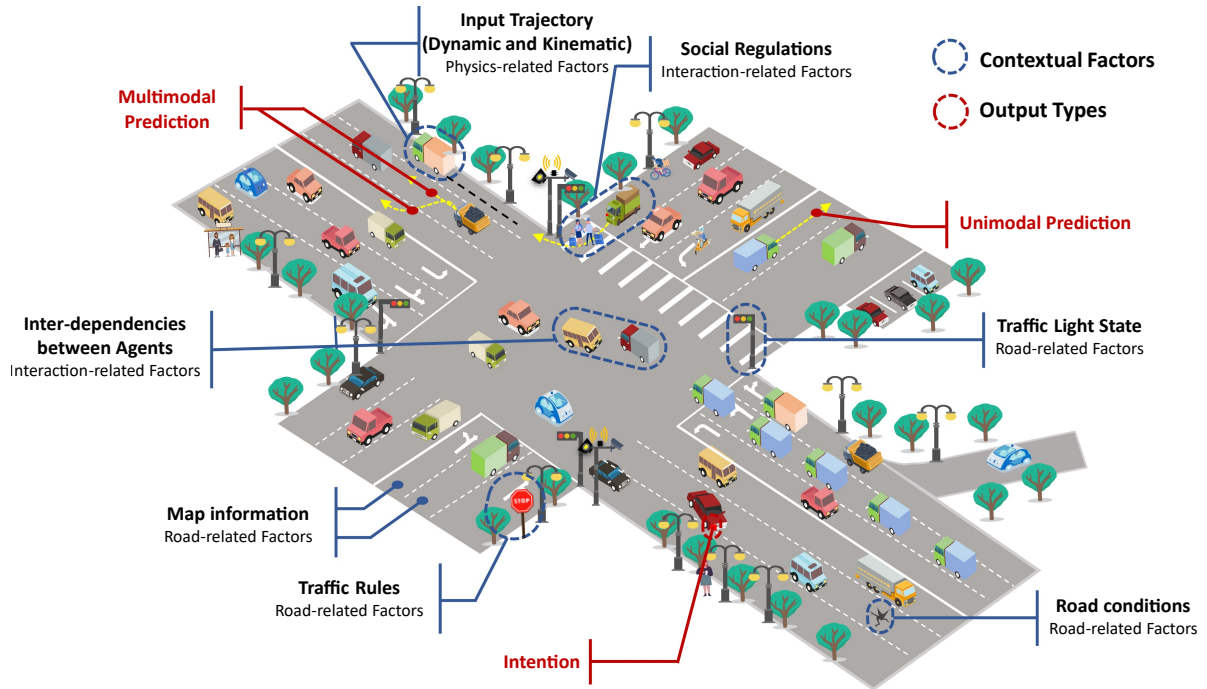 Input Trajectory
(Dynamic and Kinematic)
Physics-related Factors
Social Regulations
Interaction-related Factors
Contextual Factors
Output Types
Multimodal
Prediction
Unimodal Prediction
Inter-dependencies
between Agents
Interaction-related Factors
Traffic Light State
Road-related Factors
Map information
Road-related Factors
STOP
Traffic Rules
Road-related Factors
Road conditions
Road-related Factors
Intention